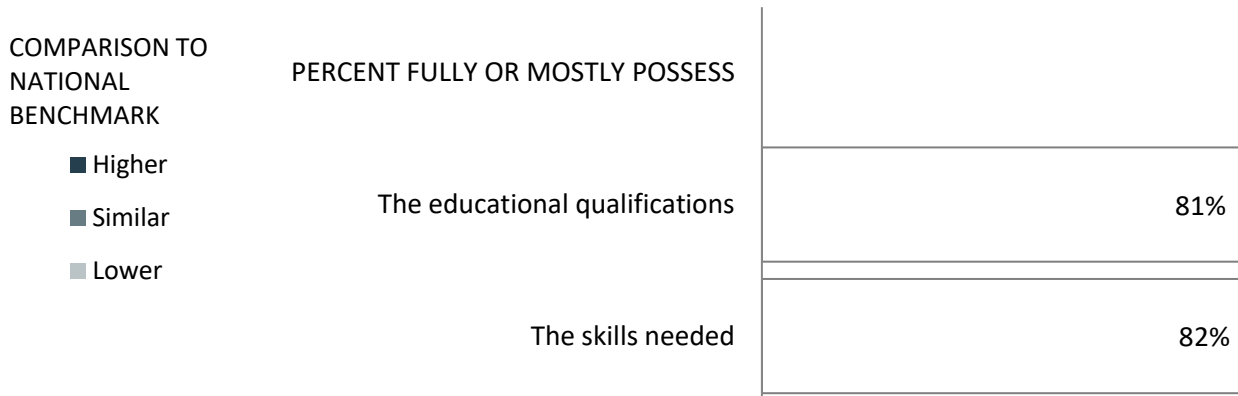 COMPARISON TO
NATIONAL
BENCHMARK
Higher
Similar
Lower
PERCENT FULLY OR MOSTLY POSSESS
The educational qualifications
81%
The skills needed
82%